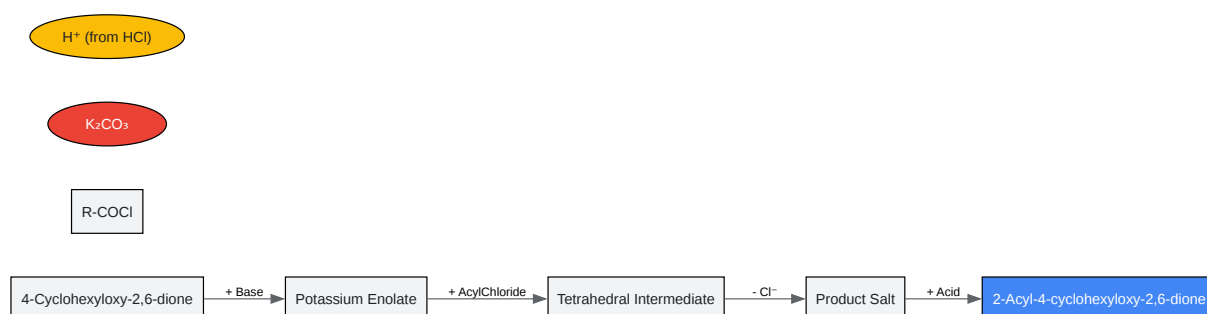 H⁺ (from HCl)
K₂CO₃
R-COCl
4-Cyclohexyloxy-2,6-dione
+ Base
Potassium Enolate
+ AcylChloride
Tetrahedral Intermediate
- Cl⁻
Product Salt
+ Acid
2-Acyl-4-cyclohexyloxy-2,6-dione